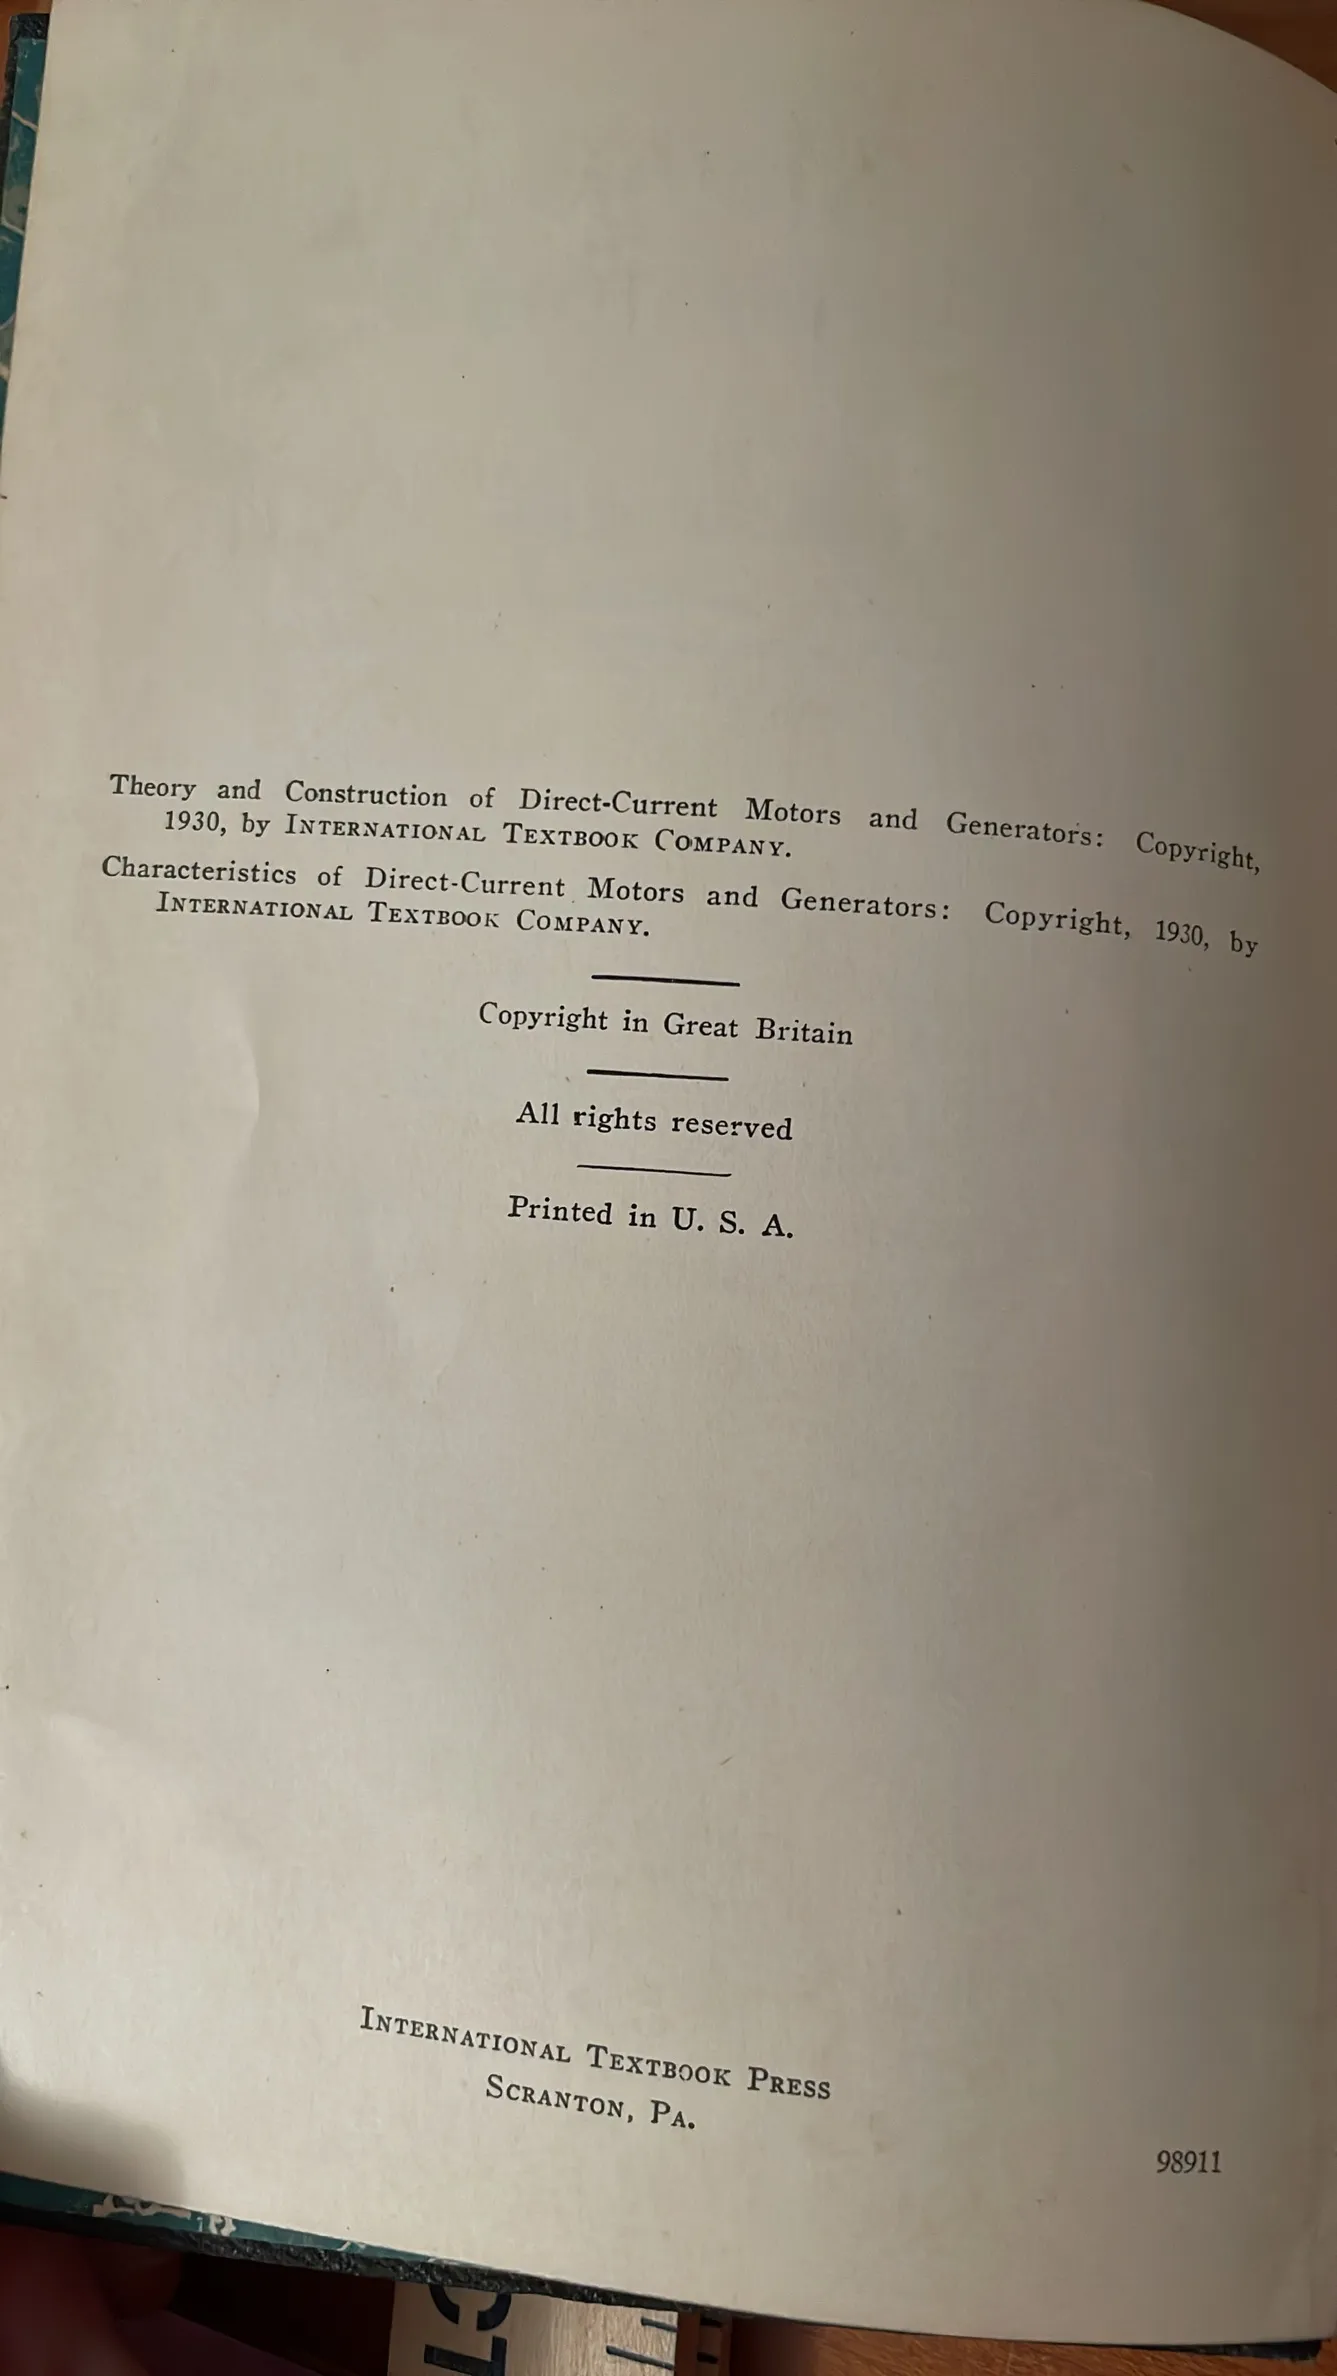 Theory and Construction of Direct-Current Motors and Generators: Copyright,
1930, by INTERNATIONAL TEXTBOOK COMPANY.
Characteristics of Direct-Current Motors and Generators: Copyright, 1930, by
INTERNATIONAL TEXTBOOK COMPANY.
Copyright in Great Britain
All rights reserved
Printed in U. S. A.
INTERNATIONAL TEXTBOOK PRESS
SCRANTON, PA.
98911